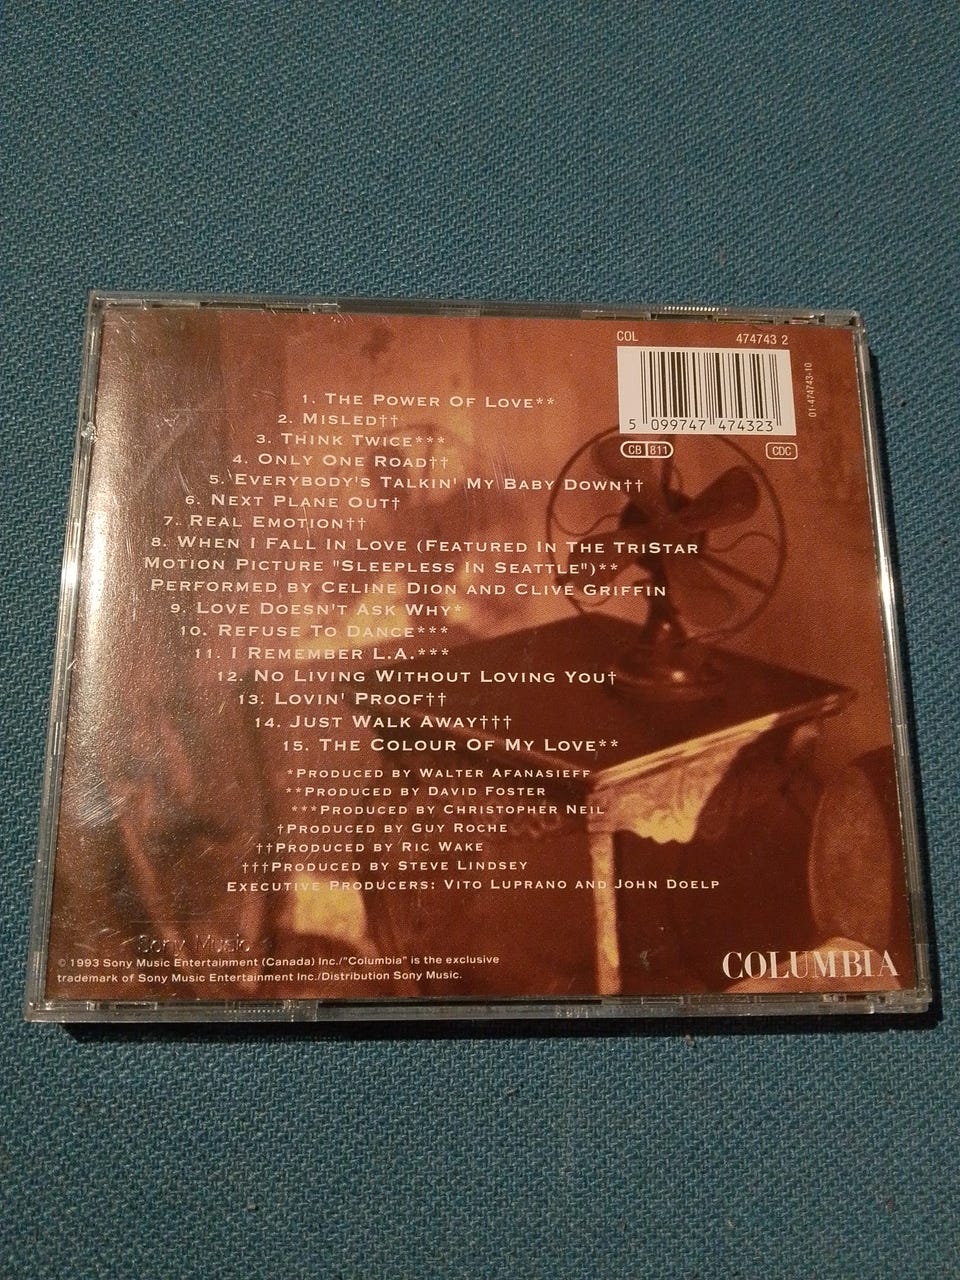 COL 474743 2
5 099747 474323
01-474743-10
CB 811
CDC
1. THE POWER OF LOVE**
2. MISLED††
3. THINK TWICE***
4. ONLY ONE ROAD††
5. EVERYBODY'S TALKIN' MY BABY DOWN††
6. NEXT PLANE OUT†
7. REAL EMOTION††
8. WHEN I FALL IN LOVE (FEATURED IN THE TRISTAR
MOTION PICTURE "SLEEPLESS IN SEATTLE")**
PERFORMED BY CELINE DION AND CLIVE GRIFFIN
9. LOVE DOESN'T ASK WHY*
10. REFUSE TO DANCE***
11. I REMEMBER L.A.***
12. NO LIVING WITHOUT LOVING YOU†
13. LOVIN' PROOF††
14. JUST WALK AWAY†††
15. THE COLOUR OF MY LOVE**
*PRODUCED BY WALTER AFANASIEFF
**PRODUCED BY DAVID FOSTER
***PRODUCED BY CHRISTOPHER NEIL
†PRODUCED BY GUY ROCHE
††PRODUCED BY RIC WAKE
†††PRODUCED BY STEVE LINDSEY
EXECUTIVE PRODUCERS: VITO LUPRANO AND JOHN DOELP
Sony Music
© 1993 Sony Music Entertainment (Canada) Inc./"Columbia" is the exclusive
trademark of Sony Music Entertainment Inc./Distribution Sony Music.
COLUMBIA